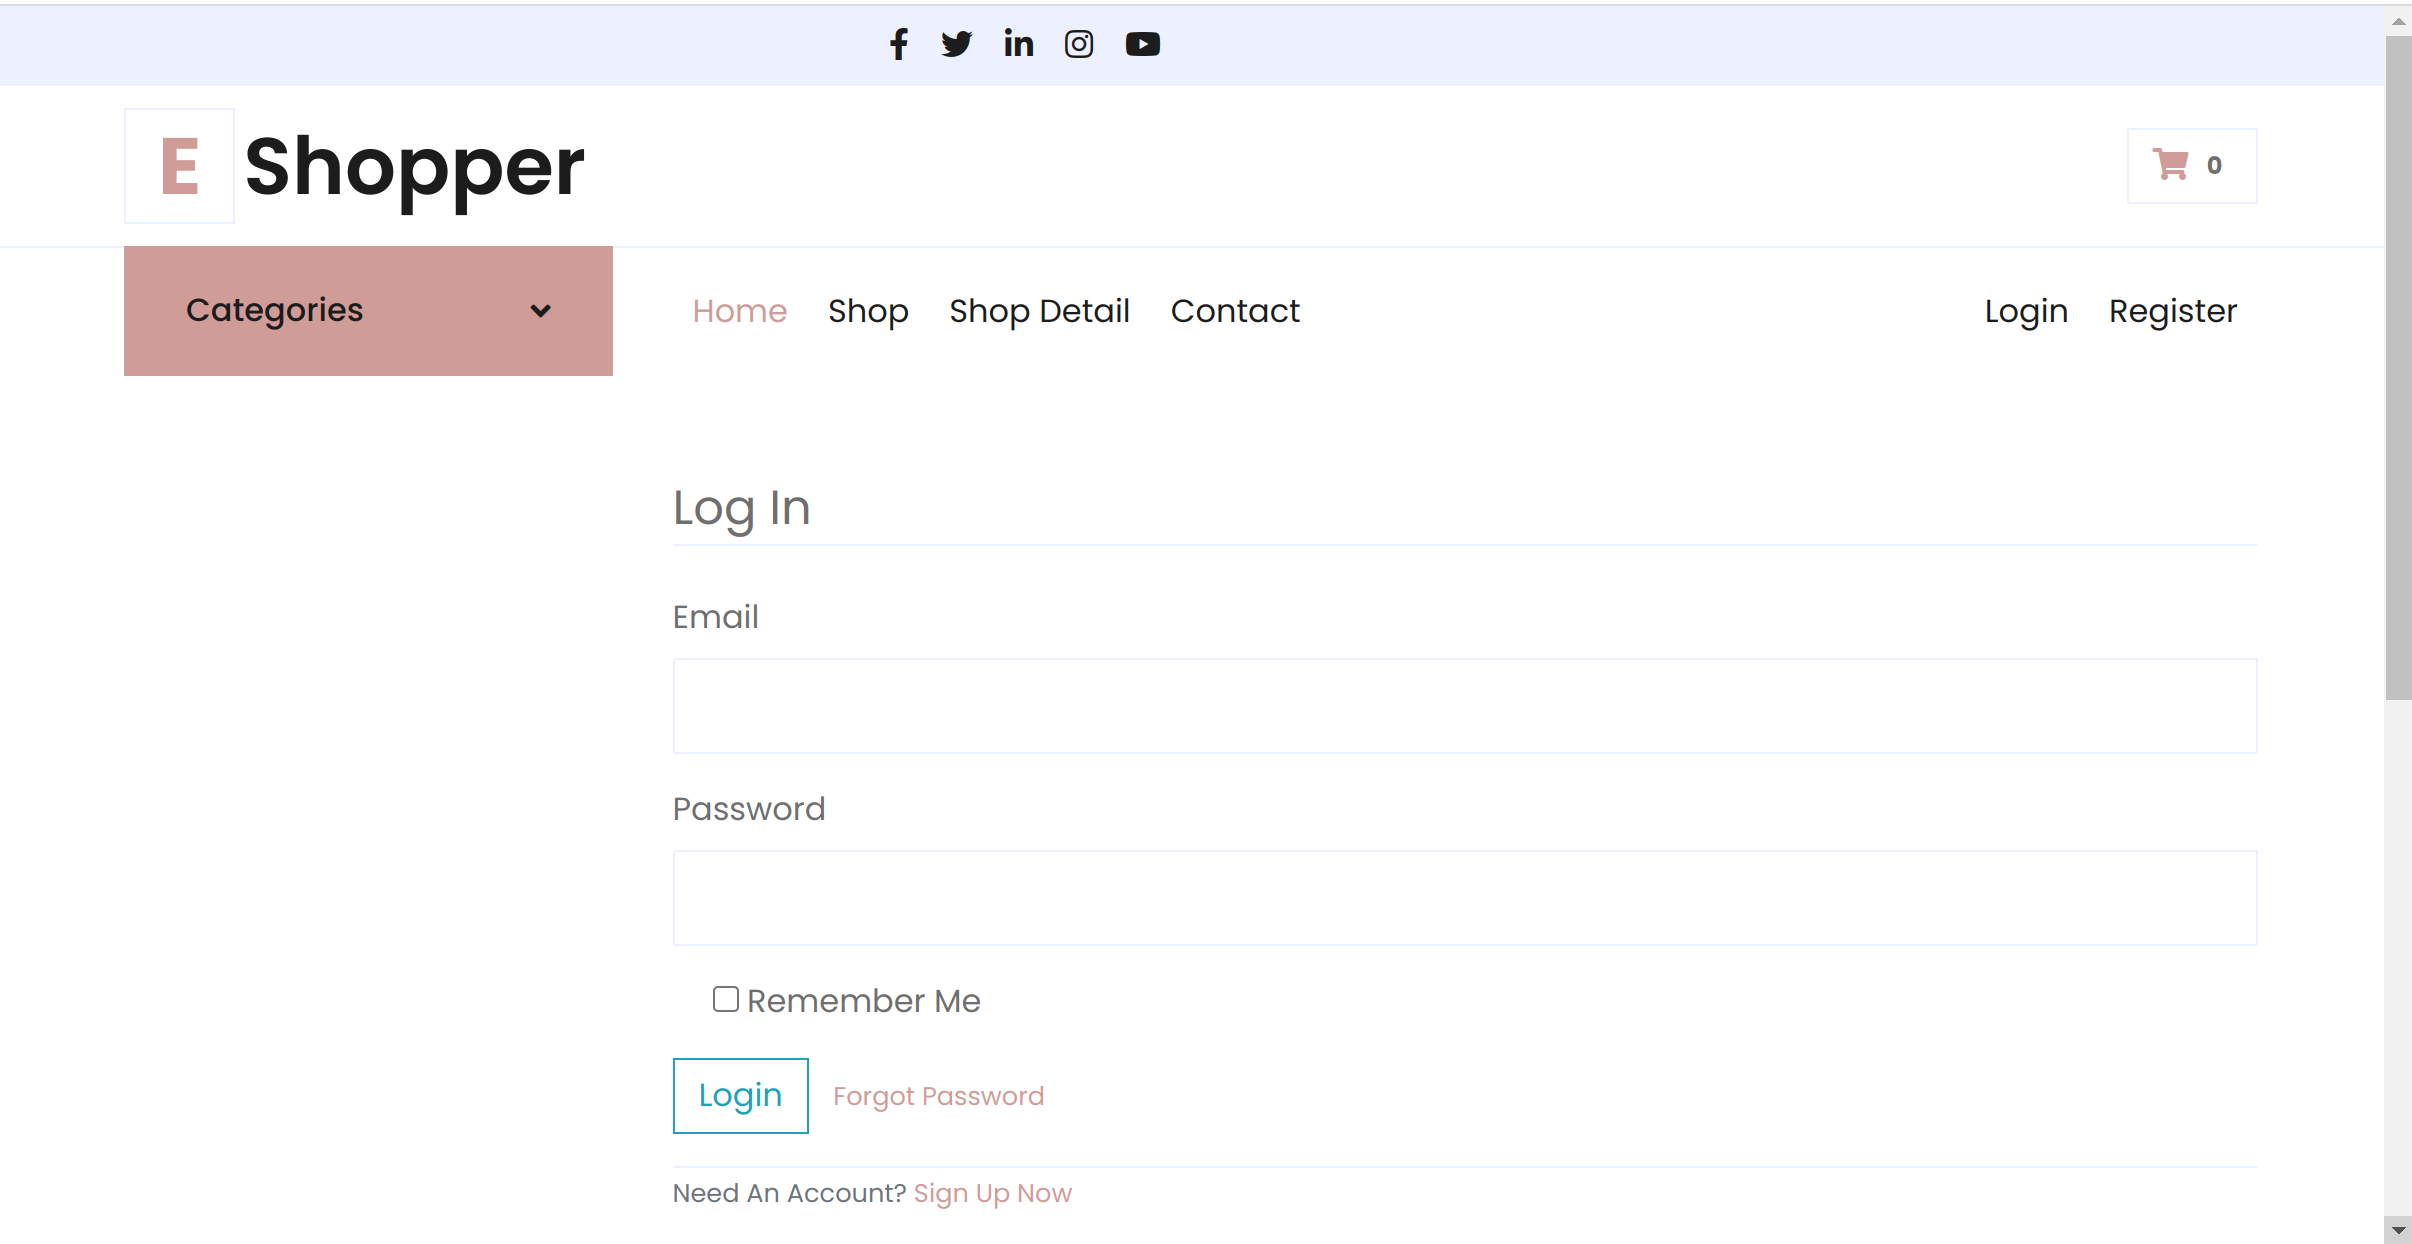 E Shopper
0
Categories
Home Shop Shop Detail Contact Login Register
Log In
Email
Password
Remember Me
Login Forgot Password
Need An Account? Sign Up Now